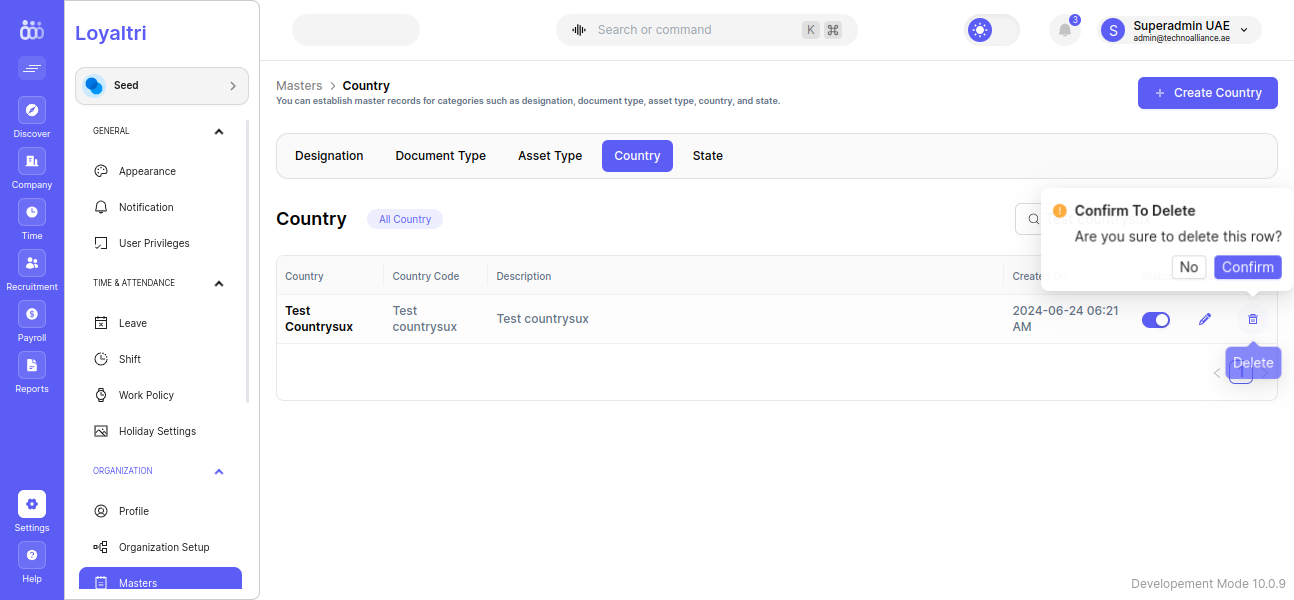 Loyaltri
Search or command
K
⌘
3
S
Superadmin UAE
admin@technoalliance.ae
Seed
Discover
Company
Time
Recruitment
Payroll
Reports
Settings
Help
GENERAL
Appearance
Notification
User Privileges
TIME & ATTENDANCE
Leave
Shift
Work Policy
Holiday Settings
ORGANIZATION
Profile
Organization Setup
Masters
Masters > Country
You can establish master records for categories such as designation, document type, asset type, country, and state.
+ Create Country
Designation
Document Type
Asset Type
Country
State
Country
All Country
Confirm To Delete
Are you sure to delete this row?
No
Confirm
Country
Country Code
Description
Test
Countrysux
Test
countrysux
Test countrysux
2024-06-24 06:21
AM
Delete
1
Developement Mode 10.0.9